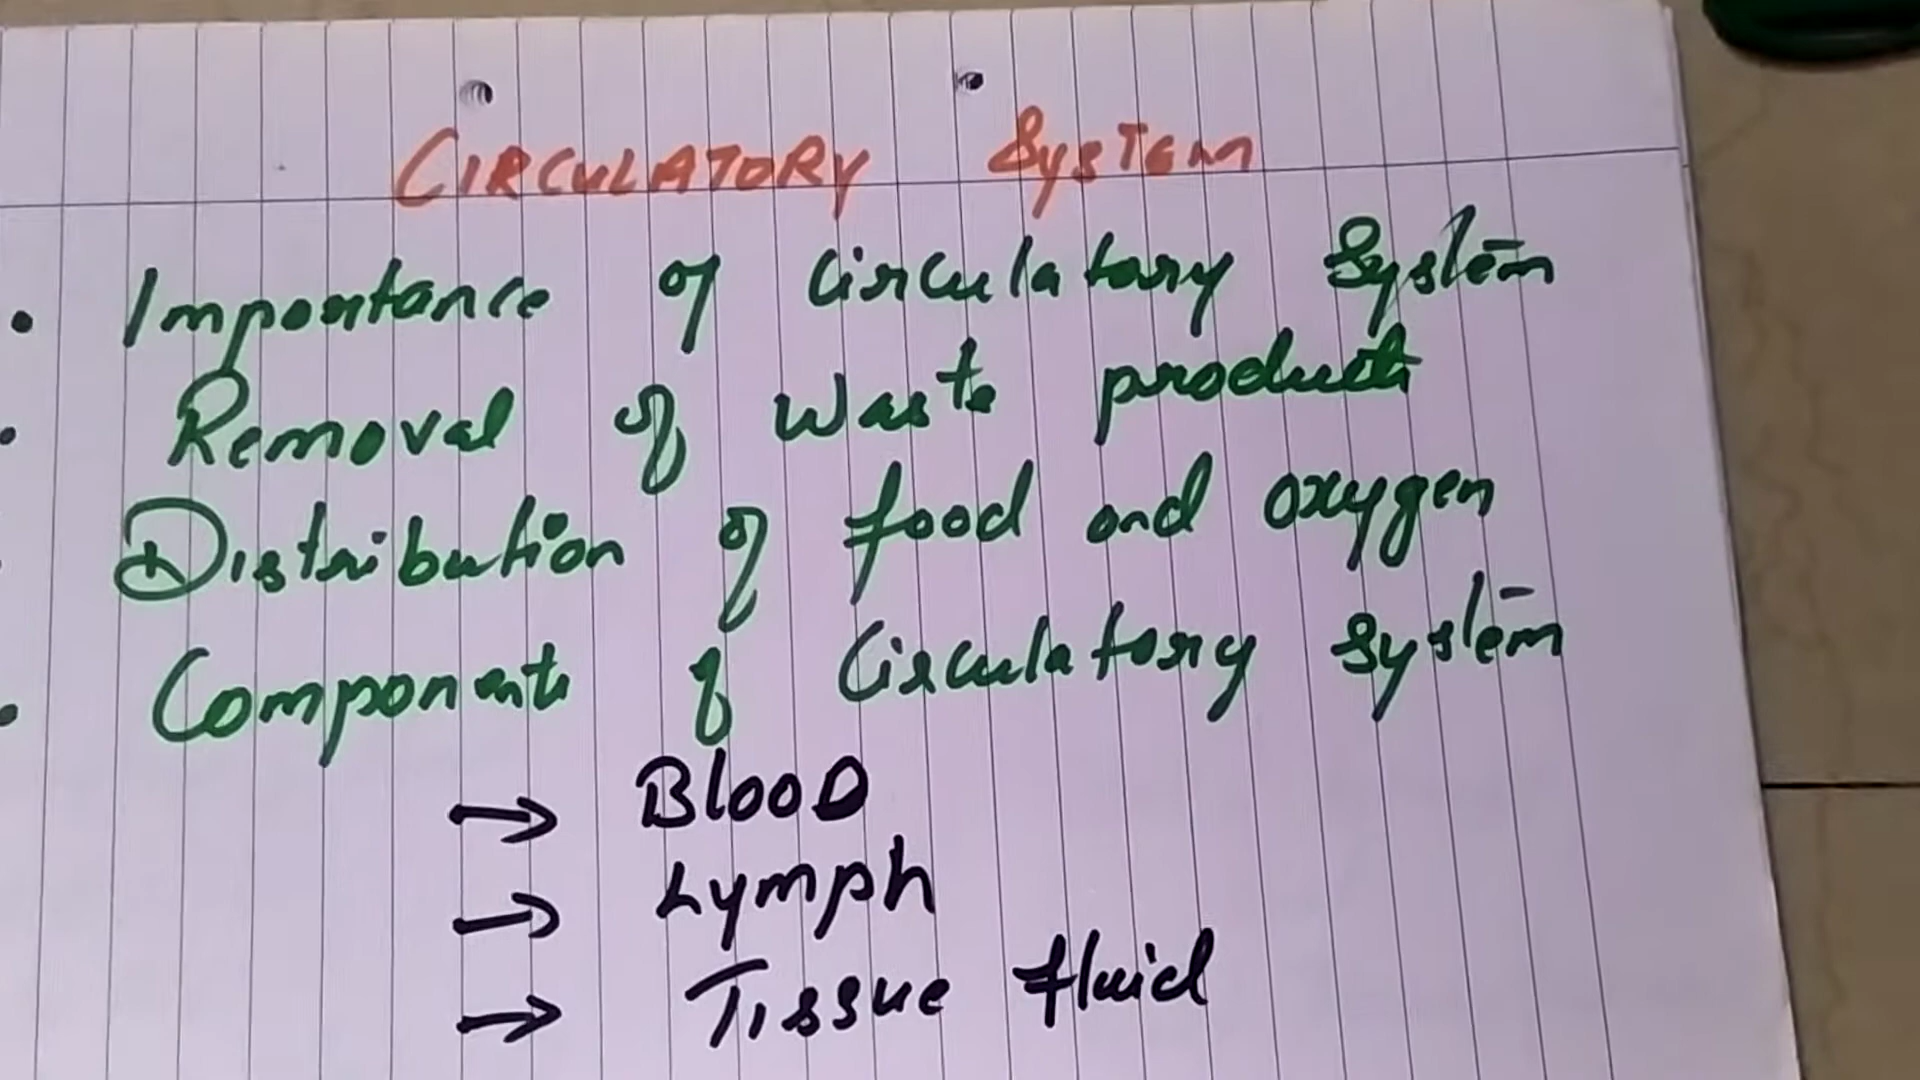 CIRCULATORY System
• Importance of Circulatory System
• Removal of Waste products
Distribution of food and oxygen
• Components of Circulatory System
→ Blood
→ Lymph
→ Tissue fluid